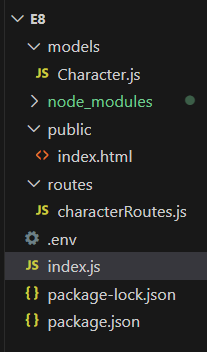 E8
models
JS Character.js
node_modules
public
<> index.html
routes
JS characterRoutes.js
.env
JS index.js
{} package-lock.json
{} package.json